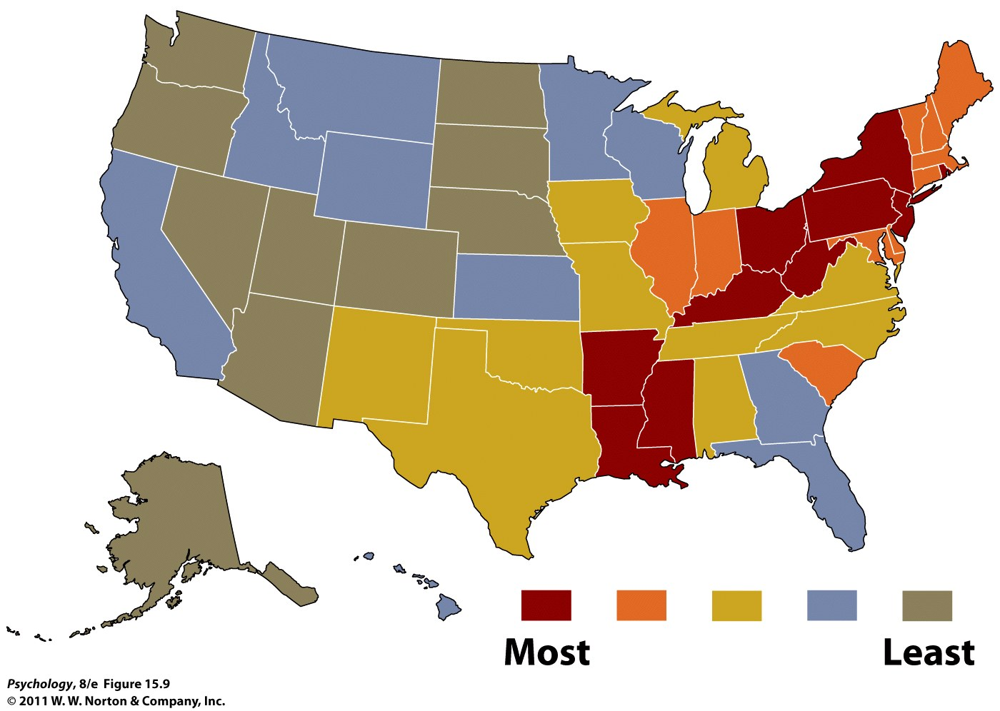 Most Least
Psychology, 8/e Figure 15.9
© 2011 W. W. Norton & Company, Inc.